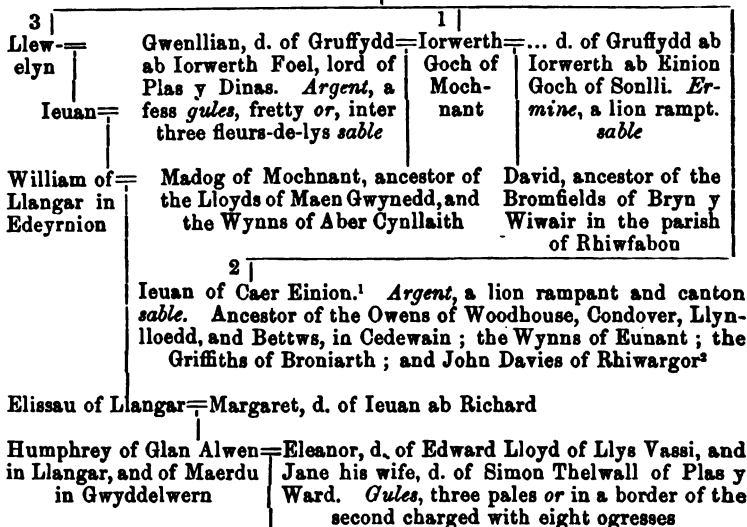 3
1
Llew-=
elyn
Gwenllian, d. of Gruffydd=Iorwerth=... d. of Gruffydd ab
ab Iorwerth Foel, lord of
Plas y Dinas. Argent, a
fess gules, fretty or, inter
three fleurs-de-lys sable
Goch of
Moch-
nant
Iorwerth ab Einion
Goch of Sonlli. Er-
mine, a lion rampt.
sable
Ieuan=
William of=
Llangar in
Edeyrnion
Madog of Mochnant, ancestor of
the Lloyds of Maen Gwynedd, and
the Wynns of Aber Cynllaith
David, ancestor of the
Bromfields of Bryn y
Wiwair in the parish
of Rhiwfabon
2
Ieuan of Caer Einion.¹ Argent, a lion rampant and canton
sable. Ancestor of the Owens of Woodhouse, Condover, Llyn-
lloedd, and Bettws, in Cedewain ; the Wynns of Eunant ; the
Griffiths of Broniarth ; and John Davies of Rhiwargor²
Elissau of Llangar=Margaret, d. of Ieuan ab Richard
Humphrey of Glan Alwen=Eleanor, d. of Edward Lloyd of Llys Vassi, and
in Llangar, and of Maerdu
in Gwyddelwern
Jane his wife, d. of Simon Thelwall of Plas y
Ward. Gules, three pales or in a border of the
second charged with eight ogresses